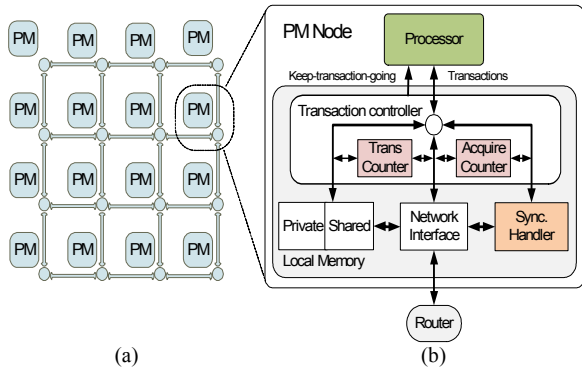 PM PM PM PM
PM PM PM PM
PM PM PM PM
PM PM PM PM
(a)
PM Node
Processor
Keep-transaction-going
Transactions
Transaction controller
Trans
Counter
Acquire
Counter
Private Shared
Local Memory
Network
Interface
Sync.
Handler
Router
(b)